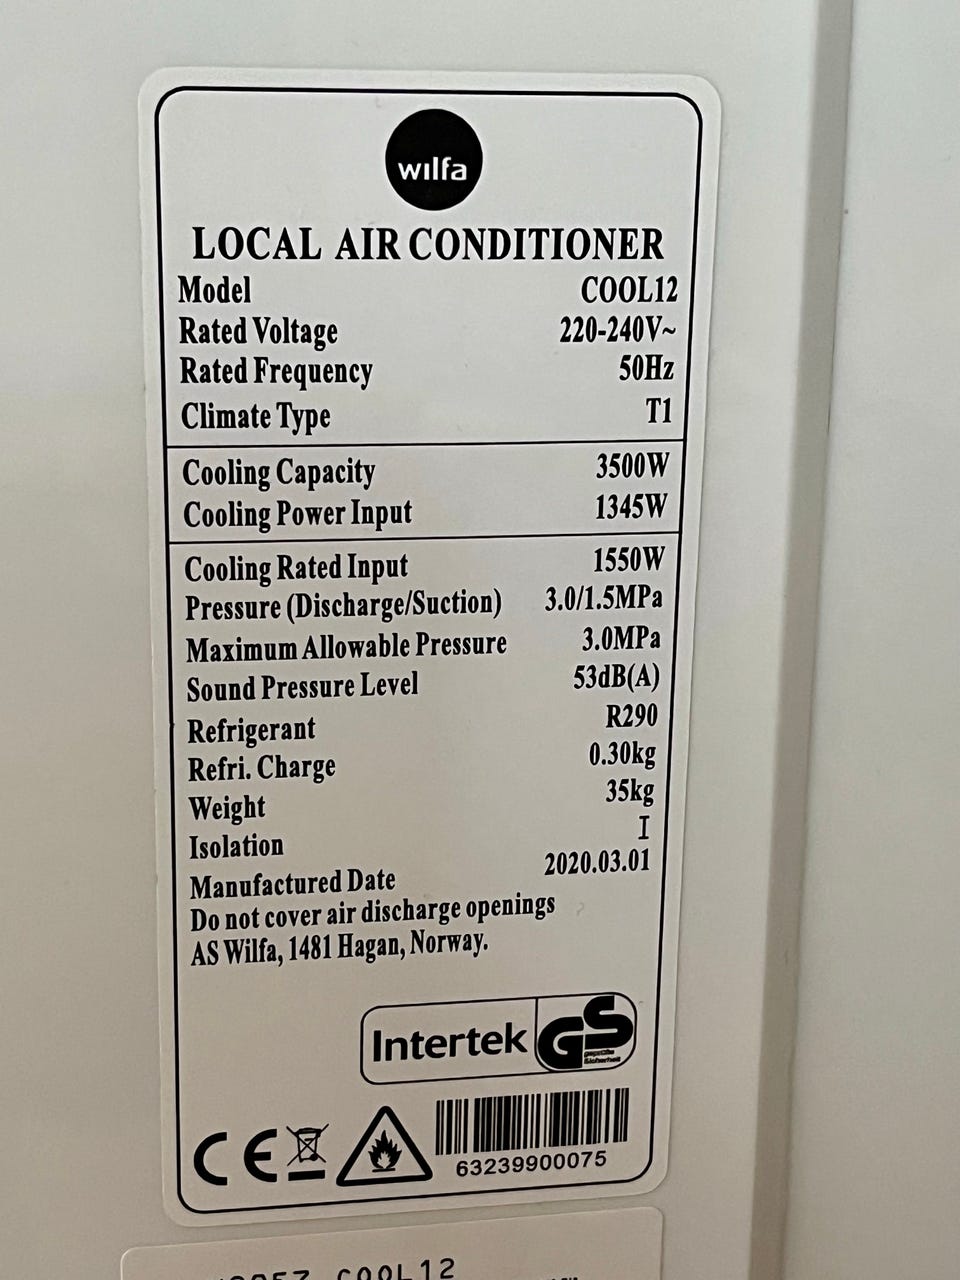 wilfa
LOCAL AIR CONDITIONER
Model COOL12
Rated Voltage 220-240V~
Rated Frequency 50Hz
Climate Type T1
Cooling Capacity 3500W
Cooling Power Input 1345W
Cooling Rated Input 1550W
Pressure (Discharge/Suction) 3.0/1.5MPa
Maximum Allowable Pressure 3.0MPa
Sound Pressure Level 53dB(A)
Refrigerant R290
Refri. Charge 0.30kg
Weight 35kg
Isolation I
Manufactured Date 2020.03.01
Do not cover air discharge openings
AS Wilfa, 1481 Hagan, Norway.
Intertek GS
geprüfte
Sicherheit
CE
63239900075
COOL12